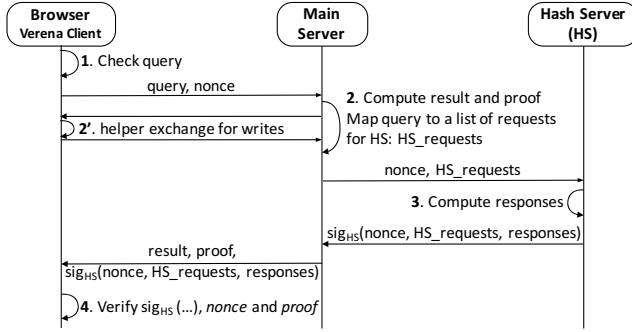 Browser
Verena Client
Main
Server
Hash Server
(HS)
1. Check query
query, nonce
2. Compute result and proof
Map query to a list of requests
for HS: HS_requests
2'. helper exchange for writes
nonce, HS_requests
3. Compute responses
sigHS(nonce, HS_requests, responses)
result, proof,
sigHS(nonce, HS_requests, responses)
4. Verify sigHS (...), nonce and proof